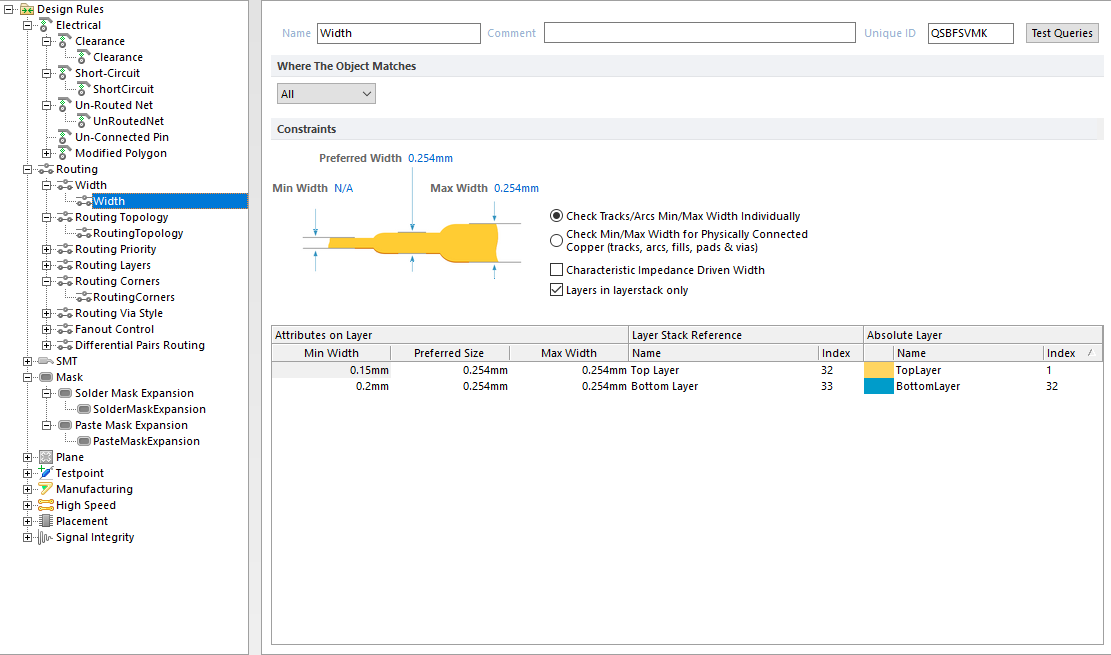 Design Rules
Electrical
Clearance
Clearance
Short-Circuit
ShortCircuit
Un-Routed Net
UnRoutedNet
Un-Connected Pin
Modified Polygon
Routing
Width
Width
Routing Topology
RoutingTopology
Routing Priority
Routing Layers
Routing Corners
RoutingCorners
Routing Via Style
Fanout Control
Differential Pairs Routing
SMT
Mask
Solder Mask Expansion
SolderMaskExpansion
Paste Mask Expansion
PasteMaskExpansion
Plane
Testpoint
Manufacturing
High Speed
Placement
Signal Integrity
Name Width Comment Unique ID QSBFSVMK Test Queries
Where The Object Matches
All
Constraints
Preferred Width 0.254mm
Min Width N/A Max Width 0.254mm
Check Tracks/Arcs Min/Max Width Individually
Check Min/Max Width for Physically Connected
Copper (tracks, arcs, fills, pads & vias)
Characteristic Impedance Driven Width
Layers in layerstack only
Attributes on Layer Layer Stack Reference Absolute Layer
Min Width Preferred Size Max Width Name Index Name Index
0.15mm 0.254mm 0.254mm Top Layer 32 TopLayer 1
0.2mm 0.254mm 0.254mm Bottom Layer 33 BottomLayer 32